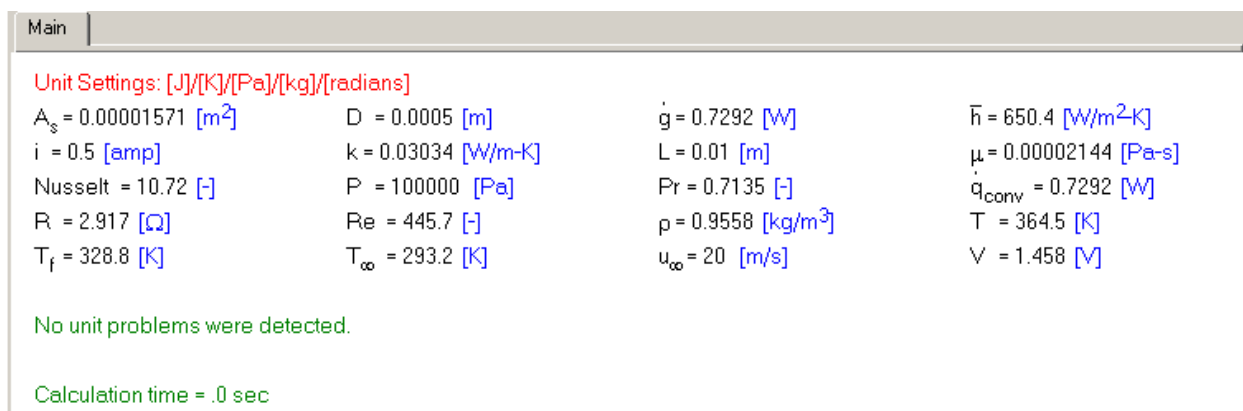 Main
Unit Settings: [J]/[K]/[Pa]/[kg]/[radians]
Aₛ = 0.00001571 [m²] D = 0.0005 [m] ġ = 0.7292 [W] h̅ = 650.4 [W/m²-K]
i = 0.5 [amp] k = 0.03034 [W/m-K] L = 0.01 [m] μ = 0.00002144 [Pa-s]
Nusselt = 10.72 [-] P = 100000 [Pa] Pr = 0.7135 [-] q̇conv = 0.7292 [W]
R = 2.917 [Ω] Re = 445.7 [-] ρ = 0.9558 [kg/m³] T = 364.5 [K]
Tf = 328.8 [K] T∞ = 293.2 [K] u∞ = 20 [m/s] V = 1.458 [V]
No unit problems were detected.
Calculation time = .0 sec